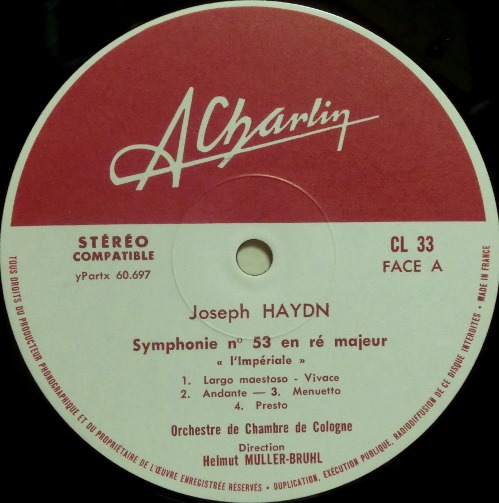 A Charlin
STÉRÉO
COMPATIBLE
yPartx 60.697
CL 33
FACE A
Joseph HAYDN
Symphonie nº 53 en ré majeur
« l'Impériale »
1. Largo maestoso - Vivace
2. Andante — 3. Menuetto
4. Presto
Orchestre de Chambre de Cologne
Direction
Helmut MULLER-BRUHL
TOUS DROITS DU PRODUCTEUR PHONOGRAPHIQUE ET DU PROPRIÉTAIRE DE L'ŒUVRE ENREGISTRÉE RÉSERVÉS • DUPLICATION, EXÉCUTION PUBLIQUE, RADIODIFFUSION DE CE DISQUE INTERDITES • MADE IN FRANCE